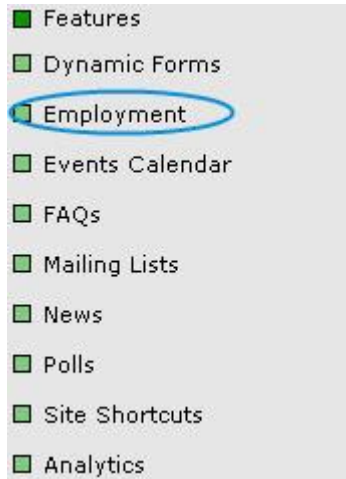 Features
Dynamic Forms
Employment
Events Calendar
FAQs
Mailing Lists
News
Polls
Site Shortcuts
Analytics